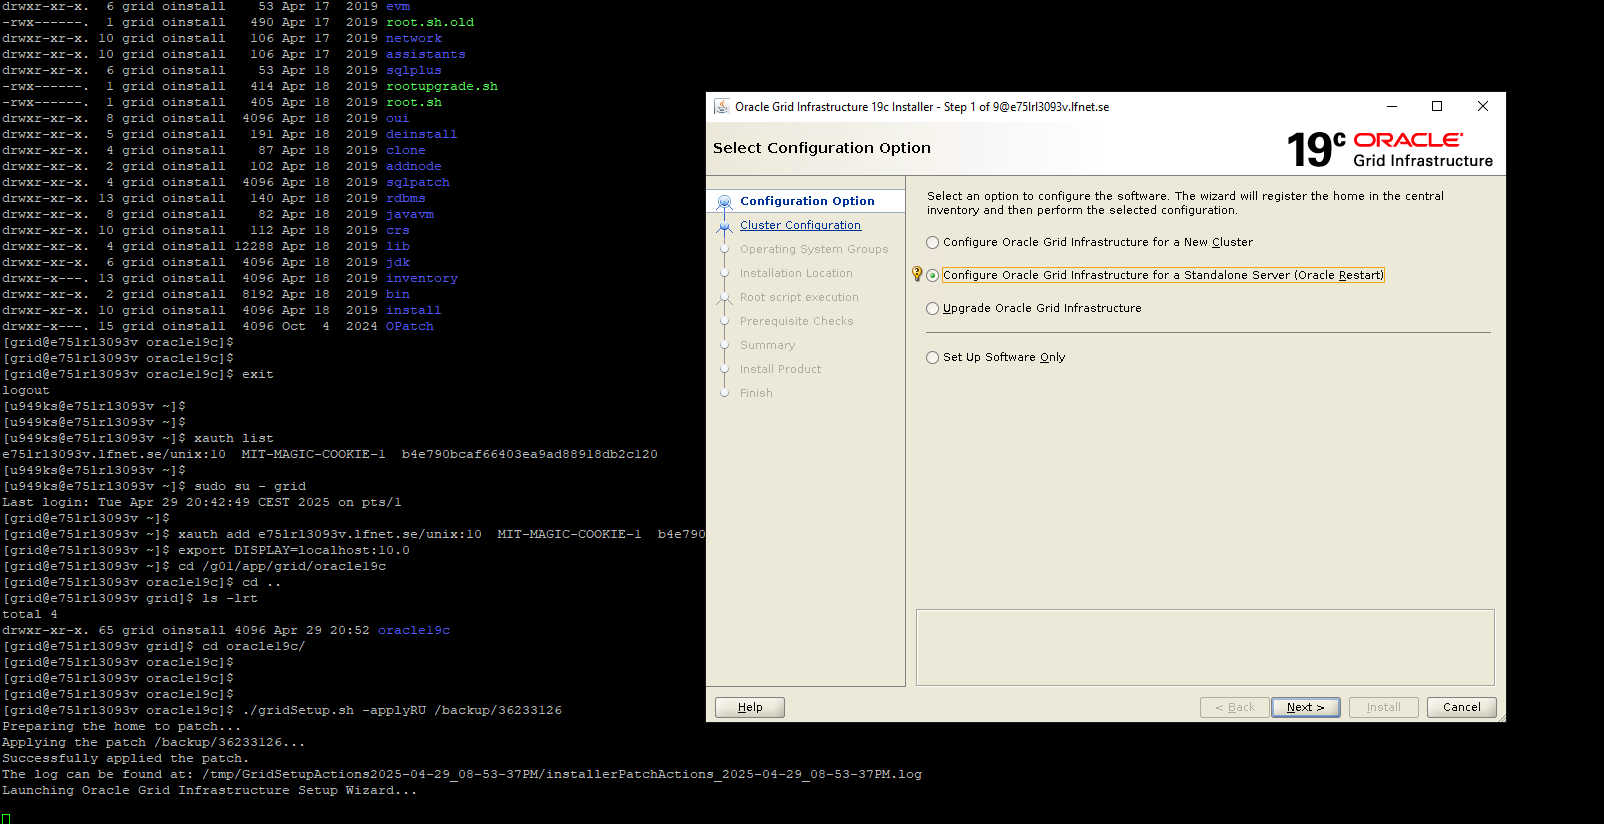 drwxr-xr-x.  6 grid oinstall    53 Apr 17  2019 evm
-rwx------.  1 grid oinstall   490 Apr 17  2019 root.sh.old
drwxr-xr-x. 10 grid oinstall   106 Apr 17  2019 network
drwxr-xr-x. 10 grid oinstall   106 Apr 17  2019 assistants
drwxr-xr-x.  6 grid oinstall    53 Apr 18  2019 sqlplus
-rwx------.  1 grid oinstall   414 Apr 18  2019 rootupgrade.sh
-rwx------.  1 grid oinstall   405 Apr 18  2019 root.sh
drwxr-xr-x.  8 grid oinstall  4096 Apr 18  2019 oui
drwxr-xr-x.  5 grid oinstall   191 Apr 18  2019 deinstall
drwxr-xr-x.  4 grid oinstall    87 Apr 18  2019 clone
drwxr-xr-x.  2 grid oinstall   102 Apr 18  2019 addnode
drwxr-xr-x.  4 grid oinstall  4096 Apr 18  2019 sqlpatch
drwxr-xr-x. 13 grid oinstall   140 Apr 18  2019 rdbms
drwxr-xr-x.  8 grid oinstall    82 Apr 18  2019 javavm
drwxr-xr-x. 10 grid oinstall   112 Apr 18  2019 crs
drwxr-xr-x.  4 grid oinstall 12288 Apr 18  2019 lib
drwxr-xr-x.  6 grid oinstall  4096 Apr 18  2019 jdk
drwxr-x---. 13 grid oinstall  4096 Apr 18  2019 inventory
drwxr-xr-x.  2 grid oinstall  8192 Apr 18  2019 bin
drwxr-xr-x. 10 grid oinstall  4096 Apr 18  2019 install
drwxr-x---. 15 grid oinstall  4096 Oct  4  2024 OPatch
[grid@e75lrl3093v oracle19c]$
[grid@e75lrl3093v oracle19c]$
[grid@e75lrl3093v oracle19c]$ exit
logout
[u949ks@e75lrl3093v ~]$
[u949ks@e75lrl3093v ~]$
[u949ks@e75lrl3093v ~]$ xauth list
e75lrl3093v.lfnet.se/unix:10  MIT-MAGIC-COOKIE-1  b4e790bcaf66403ea9ad88918db2c120
[u949ks@e75lrl3093v ~]$
[u949ks@e75lrl3093v ~]$ sudo su - grid
Last login: Tue Apr 29 20:42:49 CEST 2025 on pts/1
[grid@e75lrl3093v ~]$
[grid@e75lrl3093v ~]$ xauth add e75lrl3093v.lfnet.se/unix:10  MIT-MAGIC-COOKIE-1  b4e790
[grid@e75lrl3093v ~]$ export DISPLAY=localhost:10.0
[grid@e75lrl3093v ~]$ cd /g01/app/grid/oracle19c
[grid@e75lrl3093v oracle19c]$ cd ..
[grid@e75lrl3093v grid]$ ls -lrt
total 4
drwxr-xr-x. 65 grid oinstall 4096 Apr 29 20:52 oracle19c
[grid@e75lrl3093v grid]$ cd oracle19c/
[grid@e75lrl3093v oracle19c]$
[grid@e75lrl3093v oracle19c]$
[grid@e75lrl3093v oracle19c]$
[grid@e75lrl3093v oracle19c]$ ./gridSetup.sh -applyRU /backup/36233126
Preparing the home to patch...
Applying the patch /backup/36233126...
Successfully applied the patch.
The log can be found at: /tmp/GridSetupActions2025-04-29_08-53-37PM/installerPatchActions_2025-04-29_08-53-37PM.log
Launching Oracle Grid Infrastructure Setup Wizard...
Oracle Grid Infrastructure 19c Installer - Step 1 of 9@e75lrl3093v.lfnet.se
Select Configuration Option
19c ORACLE
Grid Infrastructure
Configuration Option
Cluster Configuration
Operating System Groups
Installation Location
Root script execution
Prerequisite Checks
Summary
Install Product
Finish
Select an option to configure the software. The wizard will register the home in the central
inventory and then perform the selected configuration.
Configure Oracle Grid Infrastructure for a New Cluster
Configure Oracle Grid Infrastructure for a Standalone Server (Oracle Restart)
Upgrade Oracle Grid Infrastructure
Set Up Software Only
Help
< Back
Next >
Install
Cancel